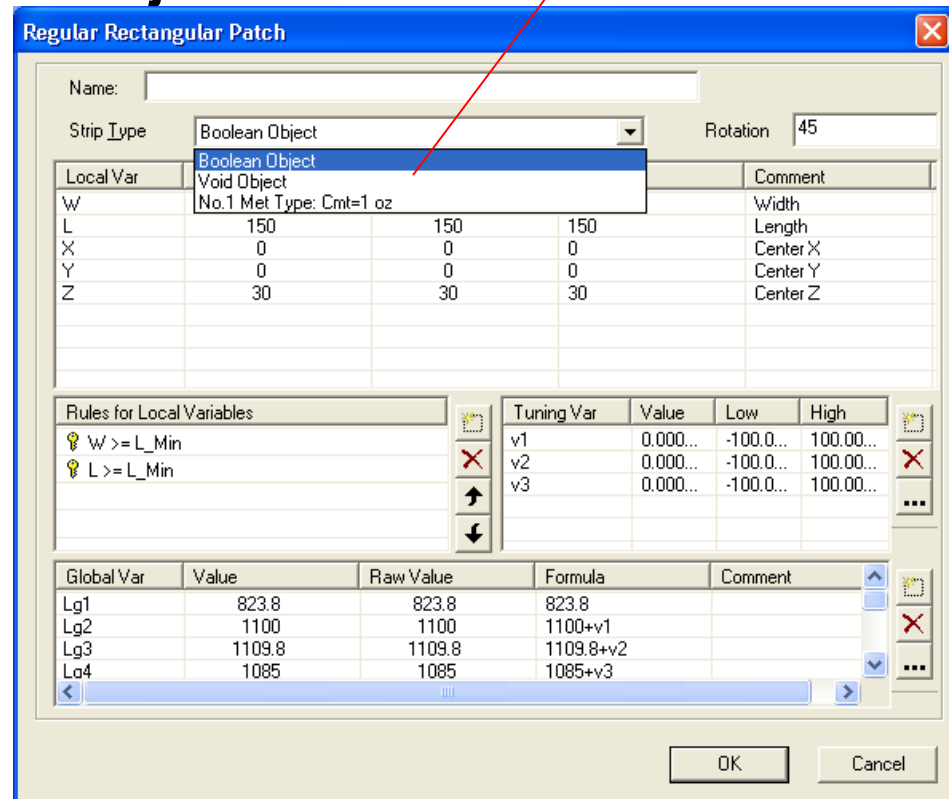 Regular Rectangular Patch
Name:
Strip Type Boolean Object Rotation 45
Boolean Object
Void Object
No.1 Met Type: Cmt=1 oz
Local Var Comment
W Width
L 150 150 150 Length
X 0 0 0 Center X
Y 0 0 0 Center Y
Z 30 30 30 Center Z
Rules for Local Variables
W >= L_Min
L >= L_Min
Tuning Var Value Low High
v1 0.000... -100.0... 100.00...
v2 0.000... -100.0... 100.00...
v3 0.000... -100.0... 100.00...
...
Global Var Value Raw Value Formula Comment
Lg1 823.8 823.8 823.8
Lg2 1100 1100 1100+v1
Lg3 1109.8 1109.8 1109.8+v2
Lg4 1085 1085 1085+v3
...
OK Cancel